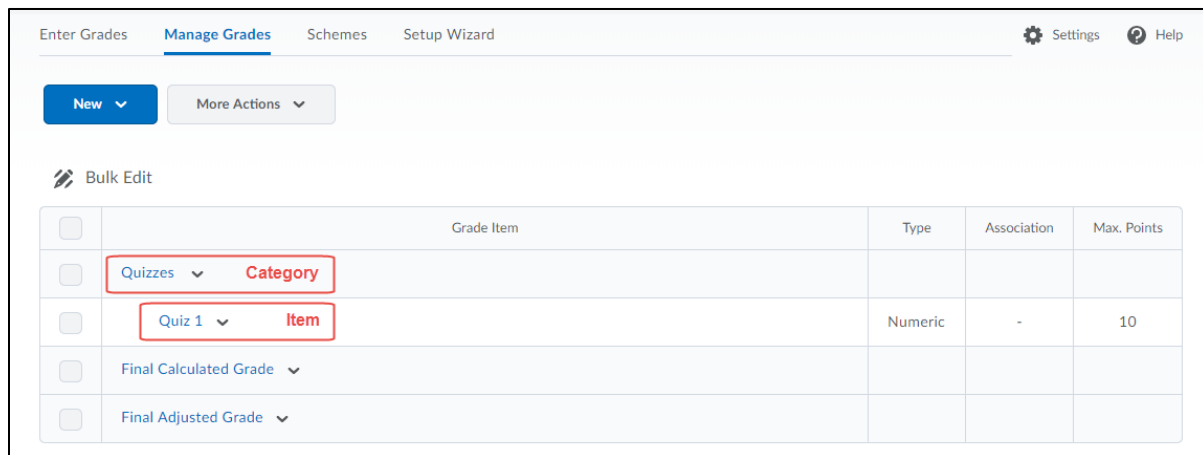 Enter Grades Manage Grades Schemes Setup Wizard Settings Help
New More Actions
Bulk Edit
Grade Item Type Association Max. Points
Quizzes Category
Quiz 1 Item Numeric - 10
Final Calculated Grade
Final Adjusted Grade